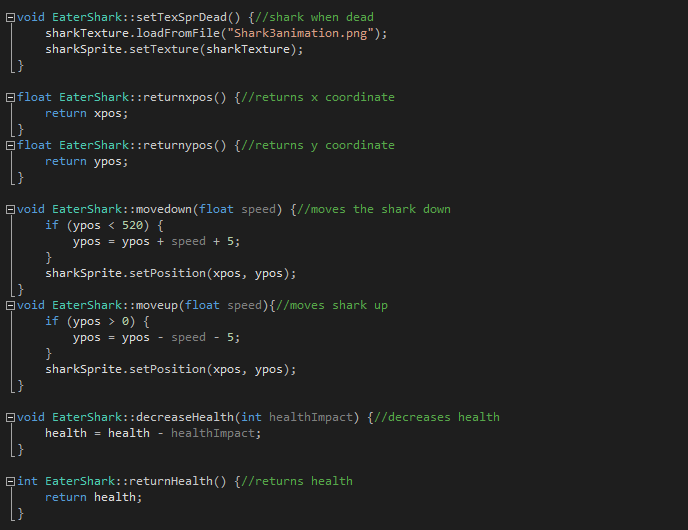 void EaterShark::setTexSprDead() {//shark when dead
    sharkTexture.loadFromFile("Shark3animation.png");
    sharkSprite.setTexture(sharkTexture);
}
float EaterShark::returnxpos() {//returns x coordinate
    return xpos;
}
float EaterShark::returnypos() {//returns y coordinate
    return ypos;
}
void EaterShark::movedown(float speed) {//moves the shark down
    if (ypos < 520) {
        ypos = ypos + speed + 5;
    }
    sharkSprite.setPosition(xpos, ypos);
}
void EaterShark::moveup(float speed){//moves shark up
    if (ypos > 0) {
        ypos = ypos - speed - 5;
    }
    sharkSprite.setPosition(xpos, ypos);
}
void EaterShark::decreaseHealth(int healthImpact) {//decreases health
    health = health - healthImpact;
}
int EaterShark::returnHealth() {//returns health
    return health;
}